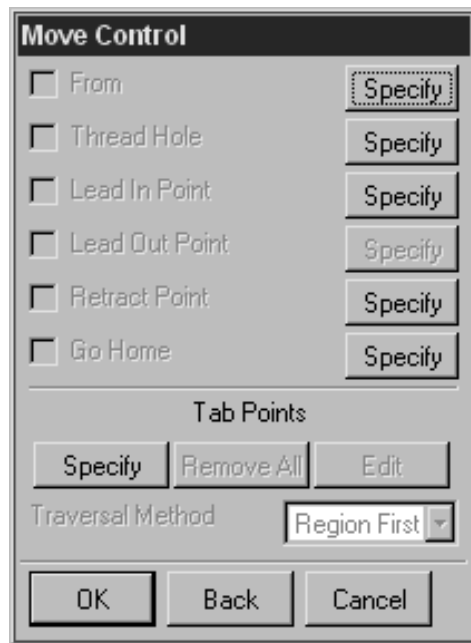 Move Control
From Specify
Thread Hole Specify
Lead In Point Specify
Lead Out Point Specify
Retract Point Specify
Go Home Specify
Tab Points
Specify Remove All Edit
Traversal Method Region First
OK Back Cancel